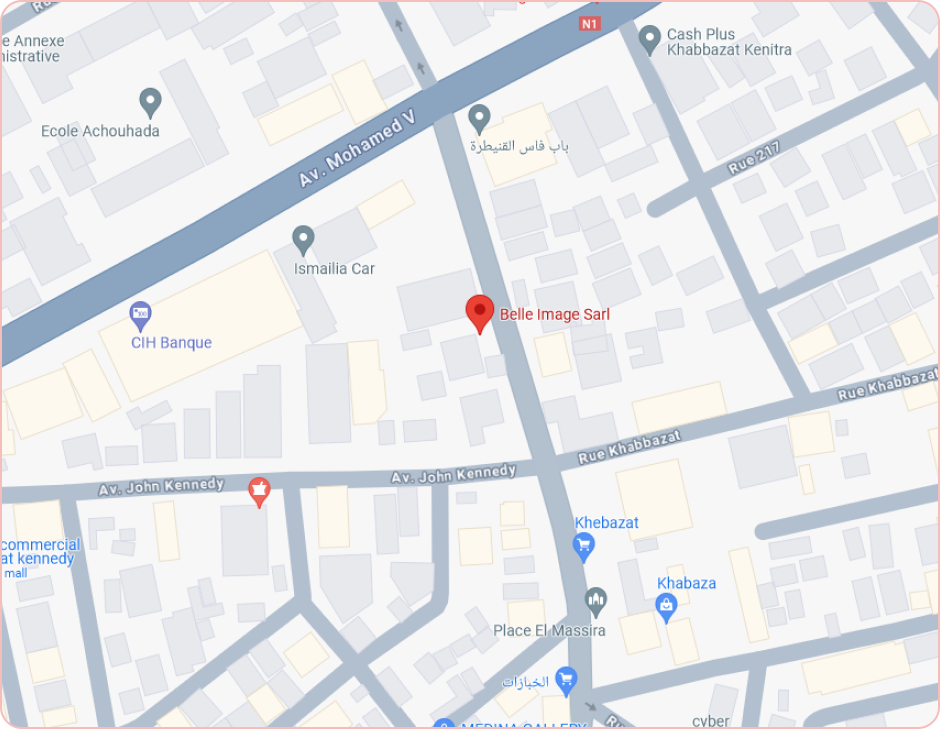 N1
Cash Plus
Khabbazat Kenitra
e Annexe
nistrative
Ecole Achouhada
Av. Mohamed V
باب فاس القنيطرة
Rue 217
Ismailia Car
Belle Image Sarl
CIH Banque
Rue Khabbazat
Rue Khabbazat
Av. John Kennedy
Av. John Kennedy
Khebazat
commercial
at kennedy
mall
Khabaza
Place El Massira
الخبازات
MEDINA GALLERY
cyber